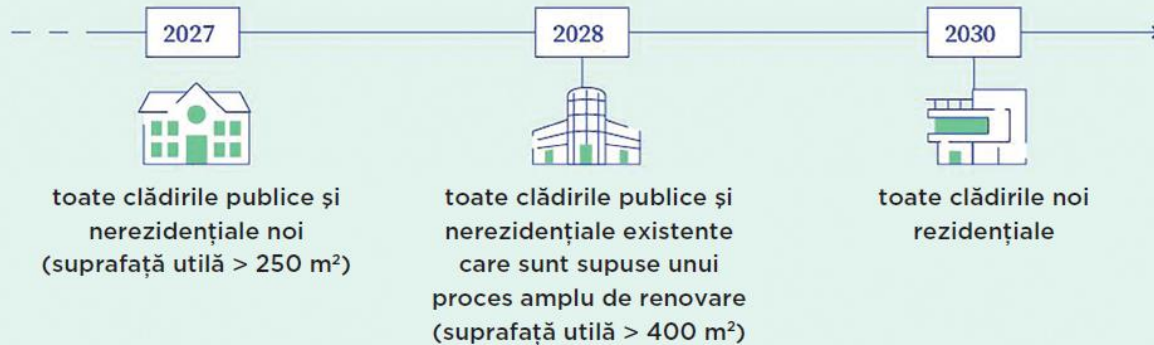 2027
toate clădirile publice și
nerezidențiale noi
(suprafață utilă > 250 m²)
2028
toate clădirile publice și
nerezidențiale existente
care sunt supuse unui
proces amplu de renovare
(suprafață utilă > 400 m²)
2030
toate clădirile noi
rezidențiale